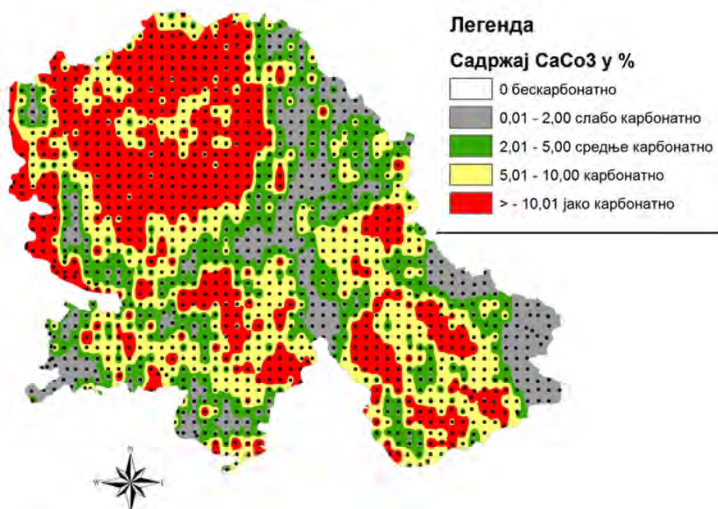 Легенда
Садржај CaCo3 у %
0 бескарбонатно
0,01 - 2,00 слабо карбонатно
2,01 - 5,00 средње карбонатно
5,01 - 10,00 карбонатно
> - 10,01 јако карбонатно
N
W E